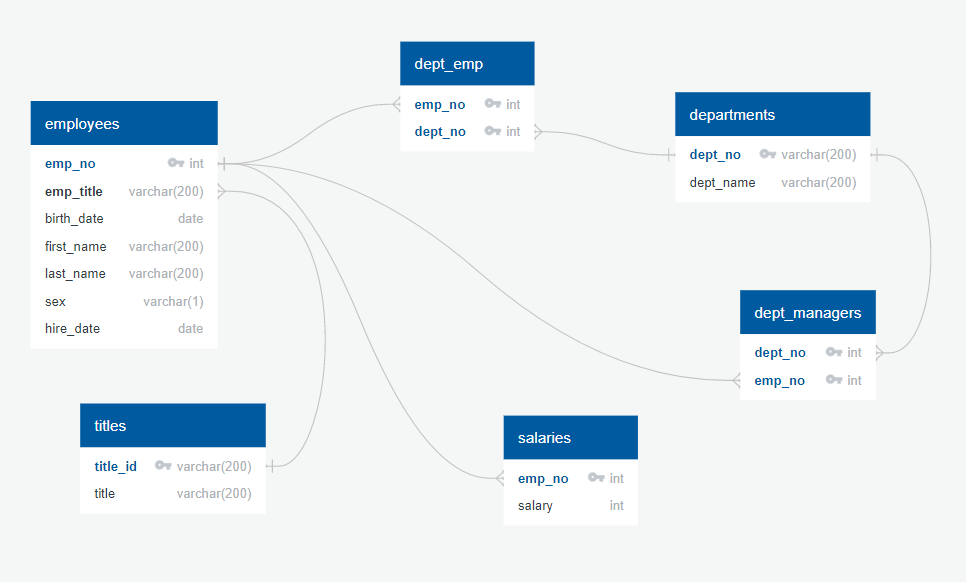 employees
emp_no int
emp_title varchar(200)
birth_date date
first_name varchar(200)
last_name varchar(200)
sex varchar(1)
hire_date date
dept_emp
emp_no int
dept_no int
departments
dept_no varchar(200)
dept_name varchar(200)
dept_managers
dept_no int
emp_no int
titles
title_id varchar(200)
title varchar(200)
salaries
emp_no int
salary int